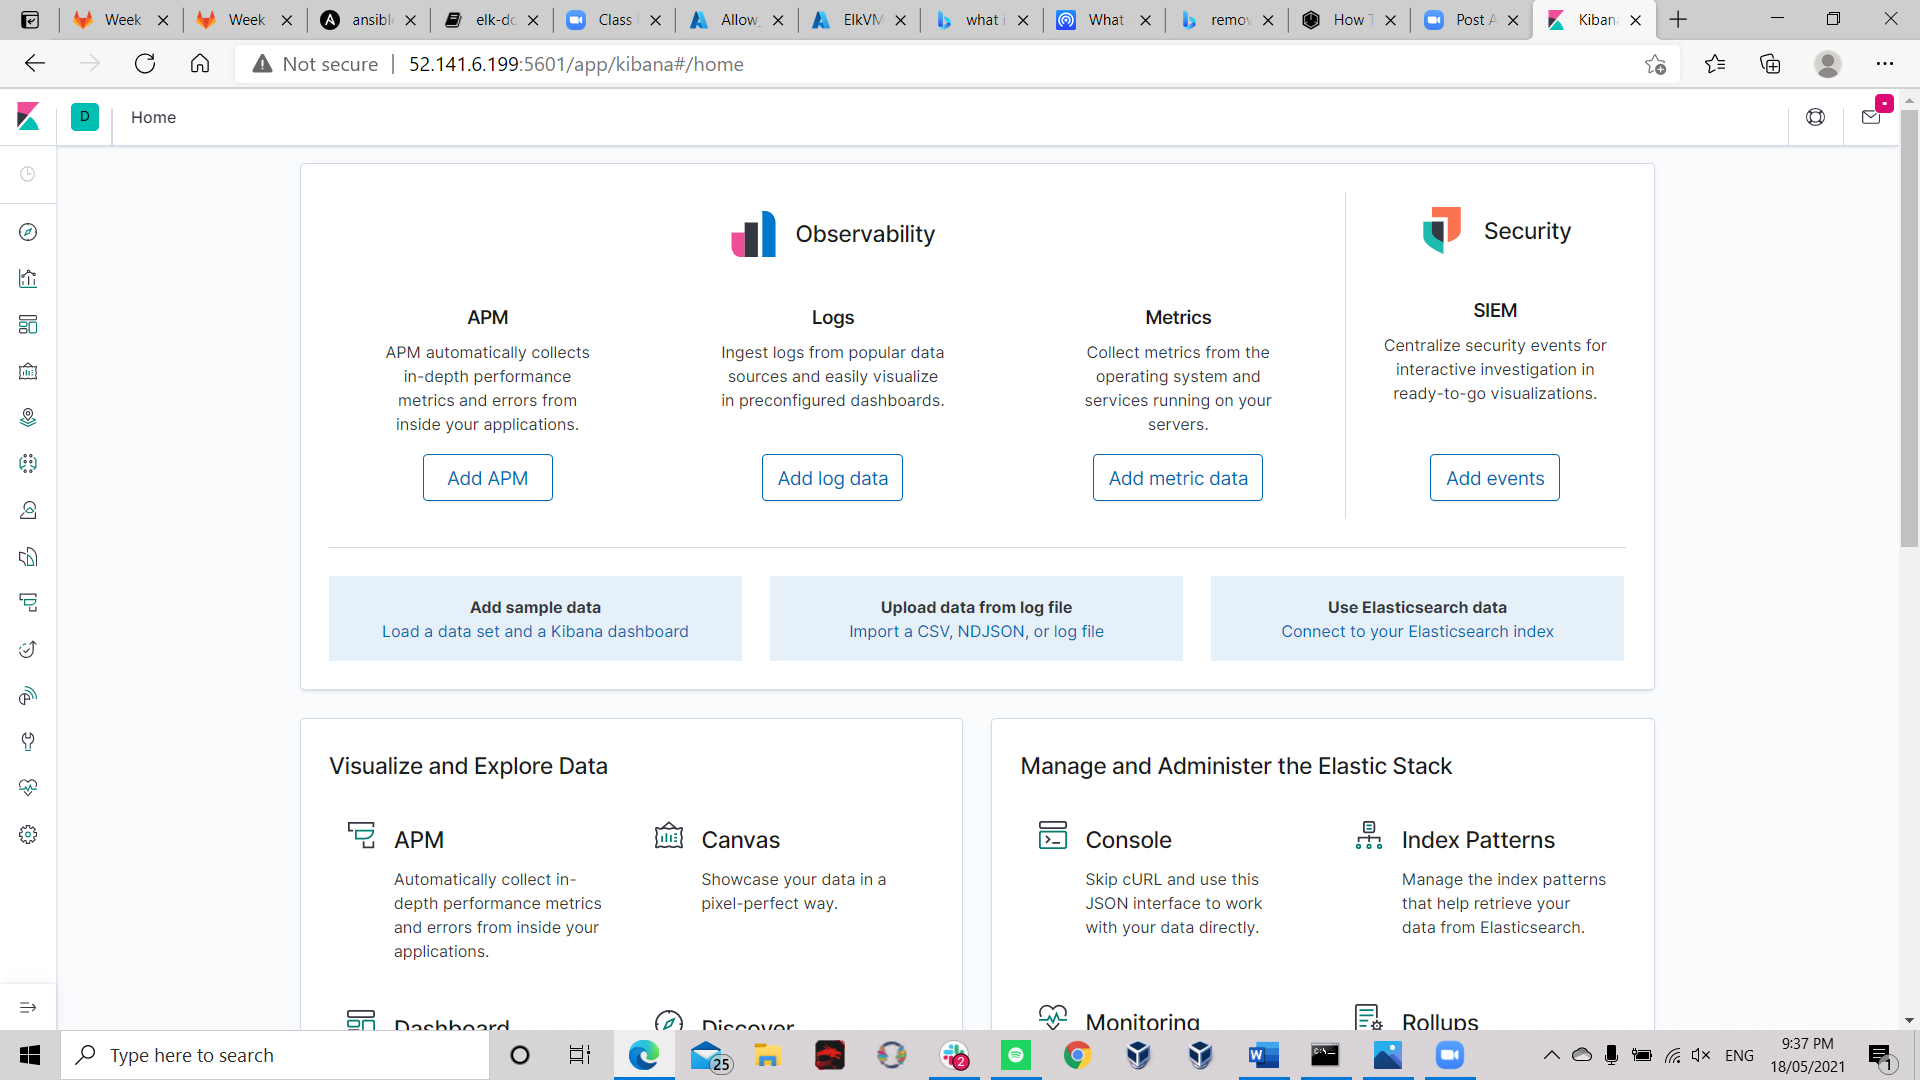 Week
Week
ansibl
elk-do
Class
Allow_
ElkVM
what i
What
remov
How T
Post A
Kiban
Not secure
52.141.6.199:5601/app/kibana#/home
D
Home
Observability
Security
APM
APM automatically collects
in-depth performance
metrics and errors from
inside your applications.
Add APM
Logs
Ingest logs from popular data
sources and easily visualize
in preconfigured dashboards.
Add log data
Metrics
Collect metrics from the
operating system and
services running on your
servers.
Add metric data
SIEM
Centralize security events for
interactive investigation in
ready-to-go visualizations.
Add events
Add sample data
Load a data set and a Kibana dashboard
Upload data from log file
Import a CSV, NDJSON, or log file
Use Elasticsearch data
Connect to your Elasticsearch index
Visualize and Explore Data
APM
Automatically collect in-
depth performance metrics
and errors from inside your
applications.
Canvas
Showcase your data in a
pixel-perfect way.
Dashboard
Discover
Manage and Administer the Elastic Stack
Console
Skip cURL and use this
JSON interface to work
with your data directly.
Index Patterns
Manage the index patterns
that help retrieve your
data from Elasticsearch.
Monitoring
Rollups
Type here to search
25
2
ENG
9:37 PM
18/05/2021
1